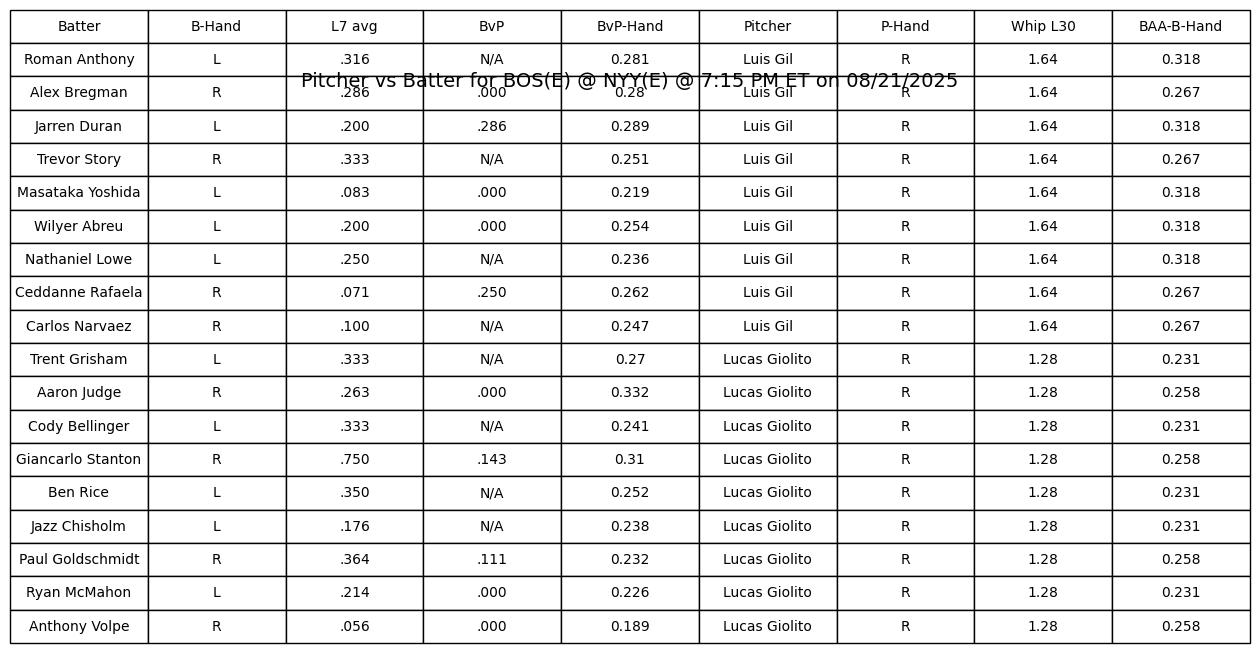 Batter B-Hand L7 avg BvP BvP-Hand Pitcher P-Hand Whip L30 BAA-B-Hand
Roman Anthony L .316 N/A 0.281 Luis Gil R 1.64 0.318
Pitcher vs Batter for BOS(E) @ NYY(E) @ 7:15 PM ET on 08/21/2025
Alex Bregman R .286 .000 0.28 Luis Gil R 1.64 0.267
Jarren Duran L .200 .286 0.289 Luis Gil R 1.64 0.318
Trevor Story R .333 N/A 0.251 Luis Gil R 1.64 0.267
Masataka Yoshida L .083 .000 0.219 Luis Gil R 1.64 0.318
Wilyer Abreu L .200 .000 0.254 Luis Gil R 1.64 0.318
Nathaniel Lowe L .250 N/A 0.236 Luis Gil R 1.64 0.318
Ceddanne Rafaela R .071 .250 0.262 Luis Gil R 1.64 0.267
Carlos Narvaez R .100 N/A 0.247 Luis Gil R 1.64 0.267
Trent Grisham L .333 N/A 0.27 Lucas Giolito R 1.28 0.231
Aaron Judge R .263 .000 0.332 Lucas Giolito R 1.28 0.258
Cody Bellinger L .333 N/A 0.241 Lucas Giolito R 1.28 0.231
Giancarlo Stanton R .750 .143 0.31 Lucas Giolito R 1.28 0.258
Ben Rice L .350 N/A 0.252 Lucas Giolito R 1.28 0.231
Jazz Chisholm L .176 N/A 0.238 Lucas Giolito R 1.28 0.231
Paul Goldschmidt R .364 .111 0.232 Lucas Giolito R 1.28 0.258
Ryan McMahon L .214 .000 0.226 Lucas Giolito R 1.28 0.231
Anthony Volpe R .056 .000 0.189 Lucas Giolito R 1.28 0.258